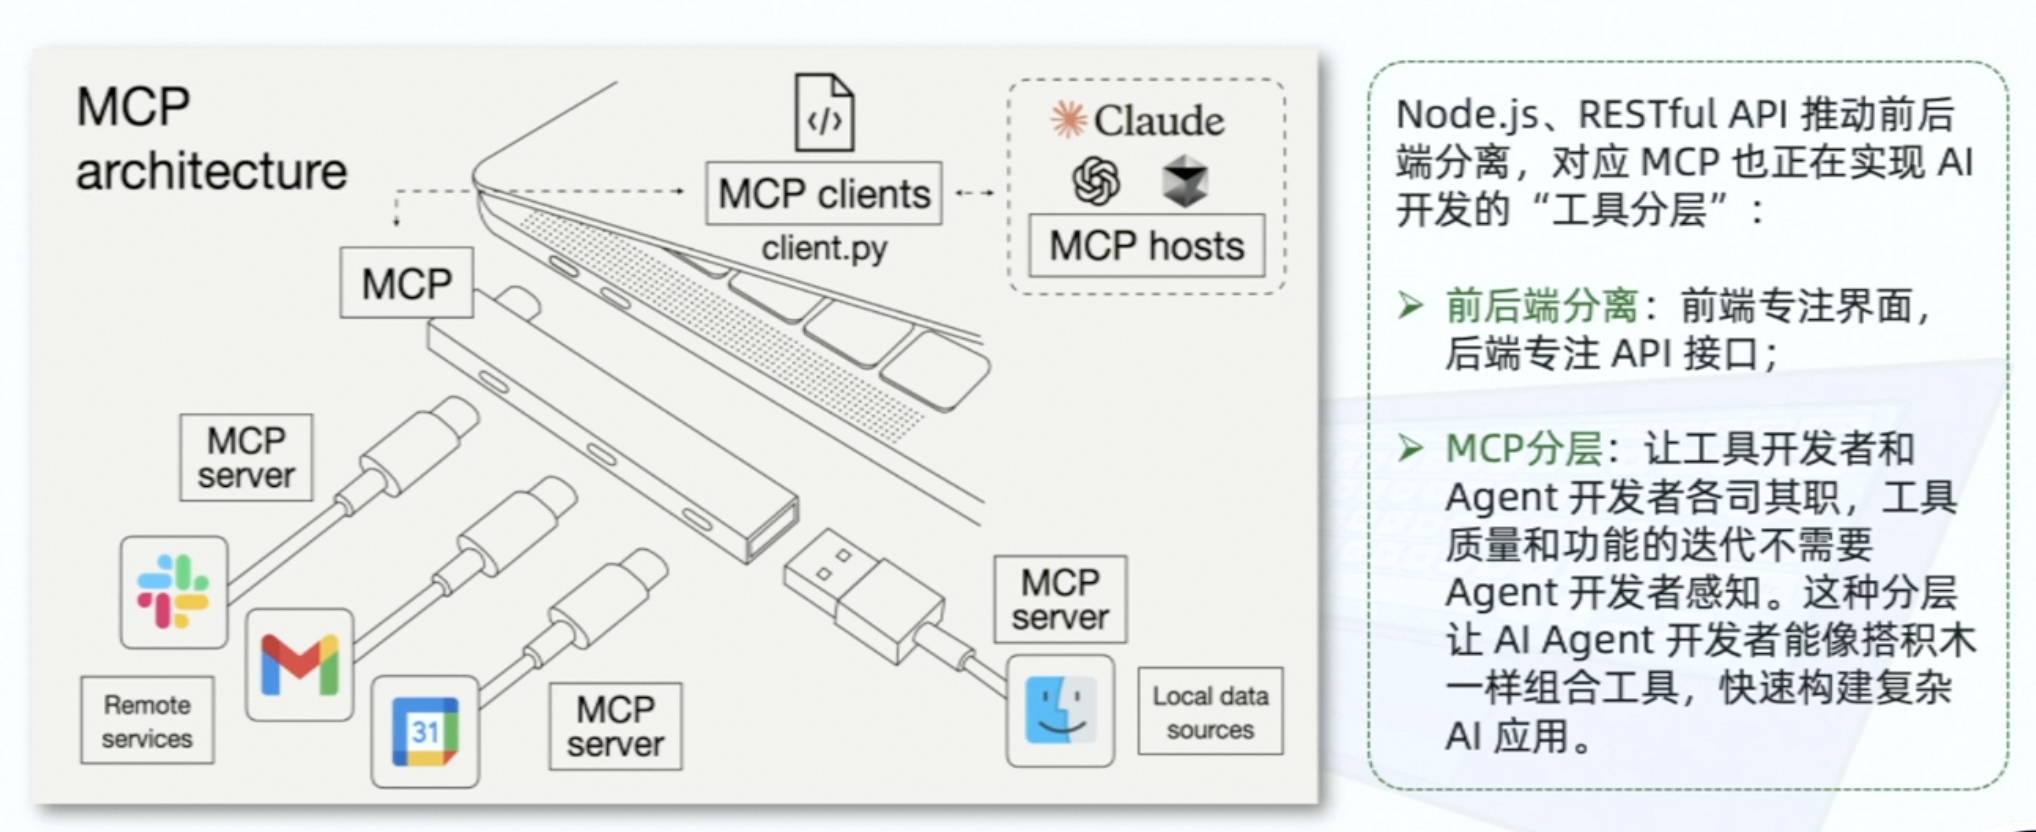 MCP
architecture
</>
Claude
MCP clients
client.py
MCP hosts
MCP
MCP
server
MCP
server
MCP
server
31
Remote
services
Local data
sources
Node.js、RESTful API 推动前后
端分离，对应 MCP 也正在实现 AI
开发的“工具分层”：
前后端分离：前端专注界面，
后端专注 API 接口；
MCP分层：让工具开发者和
Agent 开发者各司其职，工具
质量和功能的迭代不需要
Agent 开发者感知。这种分层
让 AI Agent 开发者能像搭积木
一样组合工具，快速构建复杂
AI 应用。